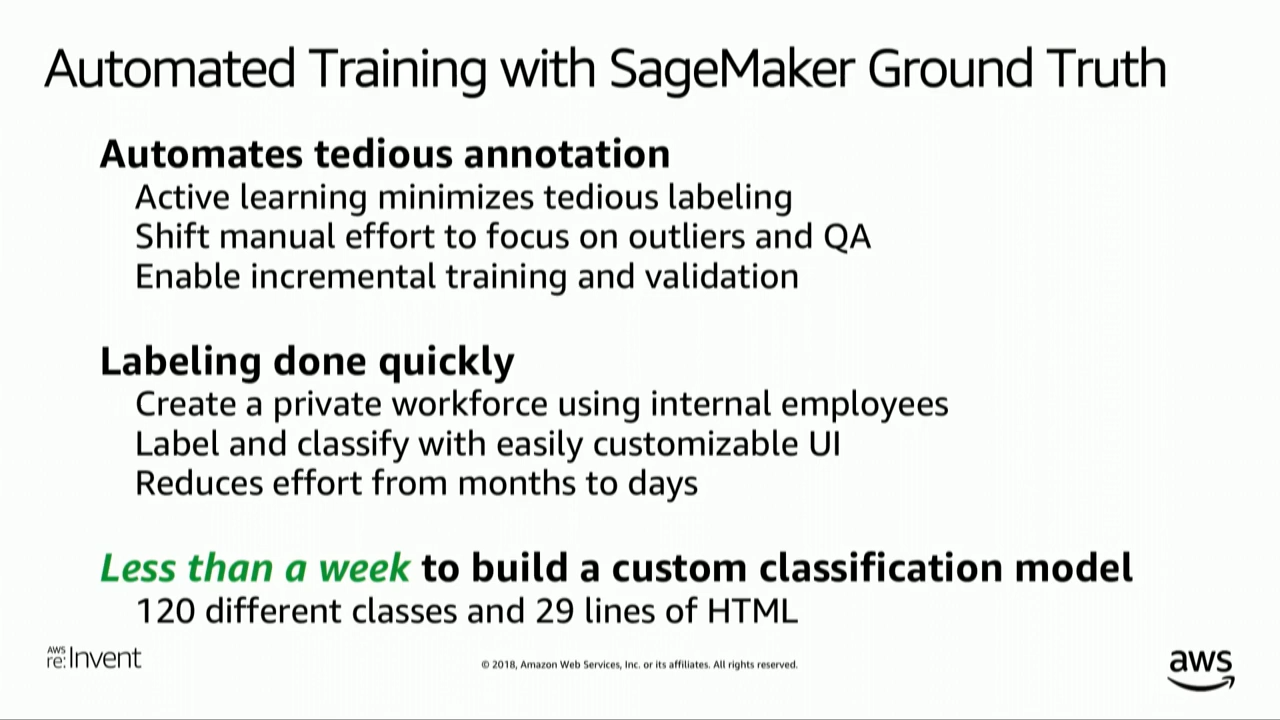 Automated Training with SageMaker Ground Truth
Automates tedious annotation
Active learning minimizes tedious labeling
Shift manual effort to focus on outliers and QA
Enable incremental training and validation
Labeling done quickly
Create a private workforce using internal employees
Label and classify with easily customizable UI
Reduces effort from months to days
Less than a week to build a custom classification model
120 different classes and 29 lines of HTML
AWS
re:Invent
© 2018, Amazon Web Services, Inc. or its affiliates. All rights reserved.
aws